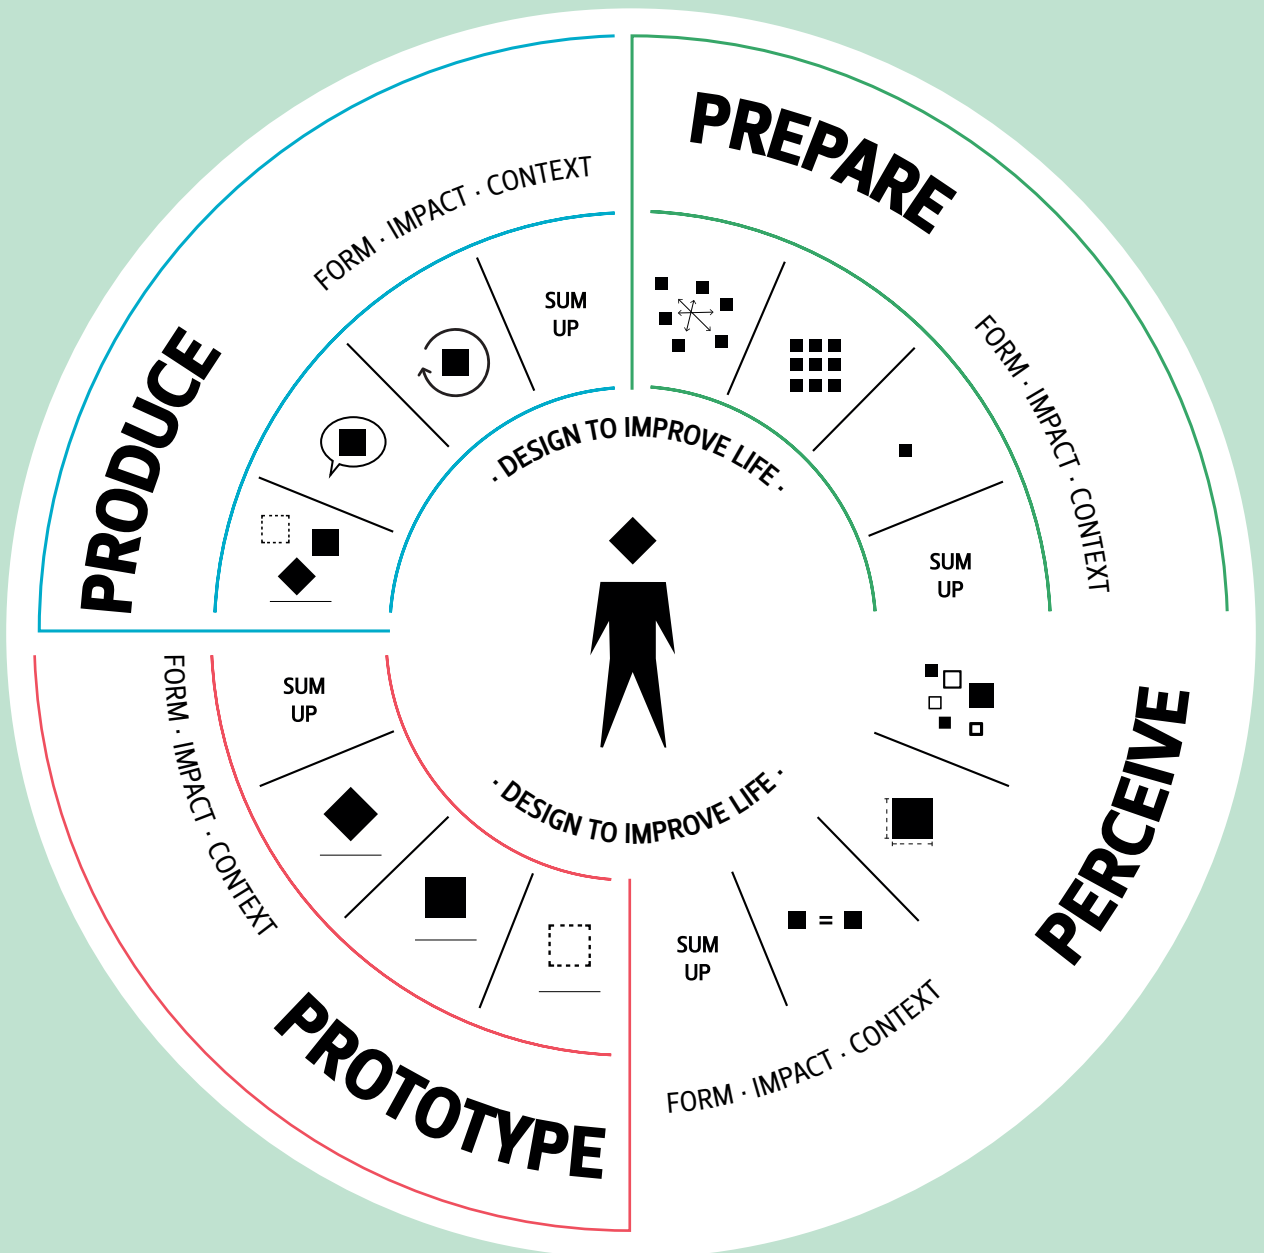 PREPARE
FORM · IMPACT · CONTEXT
SUM
UP
PERCEIVE
FORM · IMPACT · CONTEXT
=
SUM
UP
PROTOTYPE
FORM · IMPACT · CONTEXT
SUM
UP
PRODUCE
FORM · IMPACT · CONTEXT
SUM
UP
· DESIGN TO IMPROVE LIFE ·
· DESIGN TO IMPROVE LIFE ·